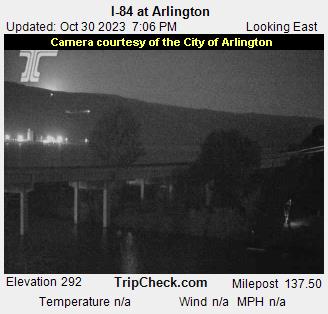 I-84 at Arlington
Updated: Oct 30 2023 7:06 PM Looking East
Camera courtesy of the City of Arlington
Elevation 292 TripCheck.com Milepost 137.50
Temperature n/a Wind n/a MPH n/a